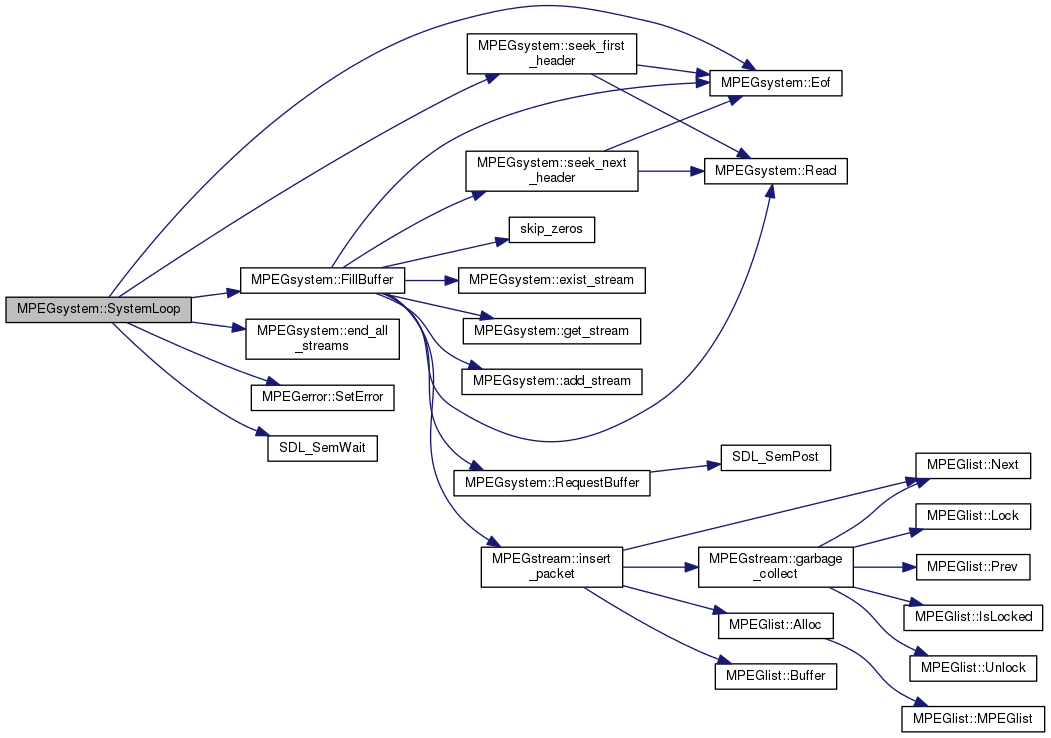 MPEGsystem::seek_first
_header
MPEGsystem::Eof
MPEGsystem::seek_next
_header
MPEGsystem::Read
skip_zeros
MPEGsystem::FillBuffer
MPEGsystem::exist_stream
MPEGsystem::SystemLoop
MPEGsystem::end_all
_streams
MPEGsystem::get_stream
MPEGsystem::add_stream
MPEGerror::SetError
SDL_SemWait
SDL_SemPost
MPEGlist::Next
MPEGsystem::RequestBuffer
MPEGlist::Lock
MPEGstream::insert
_packet
MPEGstream::garbage
_collect
MPEGlist::Prev
MPEGlist::IsLocked
MPEGlist::Alloc
MPEGlist::Unlock
MPEGlist::Buffer
MPEGlist::MPEGlist